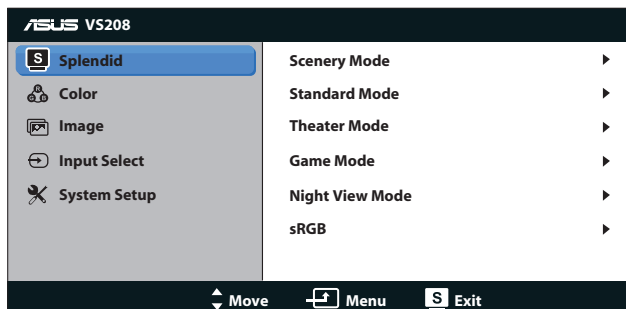 ASUS VS208
S Splendid
Color
Image
Input Select
System Setup
Scenery Mode
Standard Mode
Theater Mode
Game Mode
Night View Mode
sRGB
Move Menu S Exit